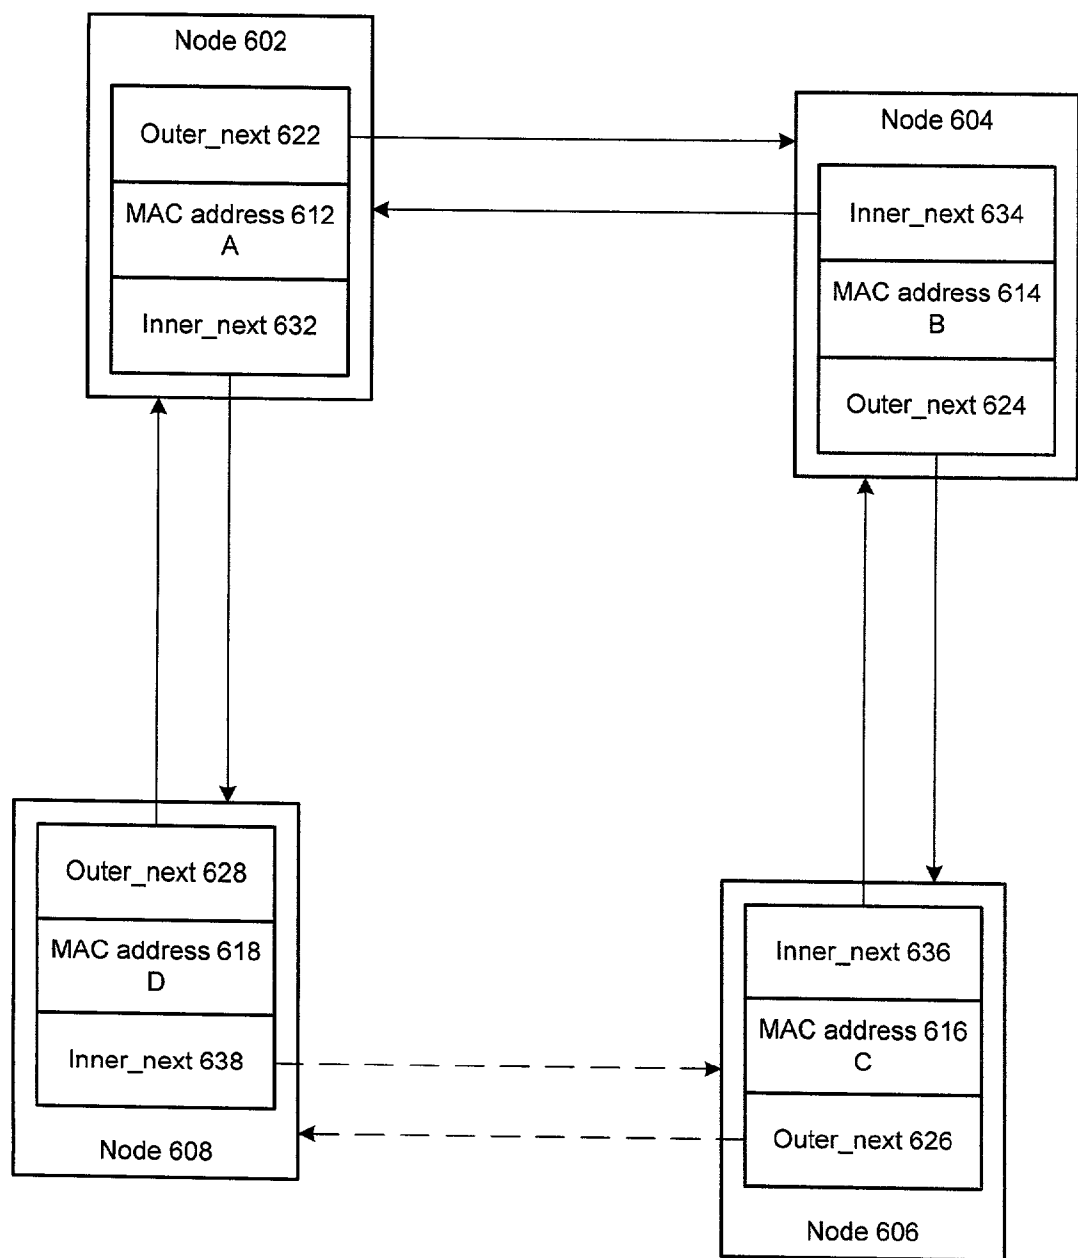 Node 602
Outer_next 622
MAC address 612
A
Inner_next 632
Node 604
Inner_next 634
MAC address 614
B
Outer_next 624
Outer_next 628
MAC address 618
D
Inner_next 638
Node 608
Inner_next 636
MAC address 616
C
Outer_next 626
Node 606